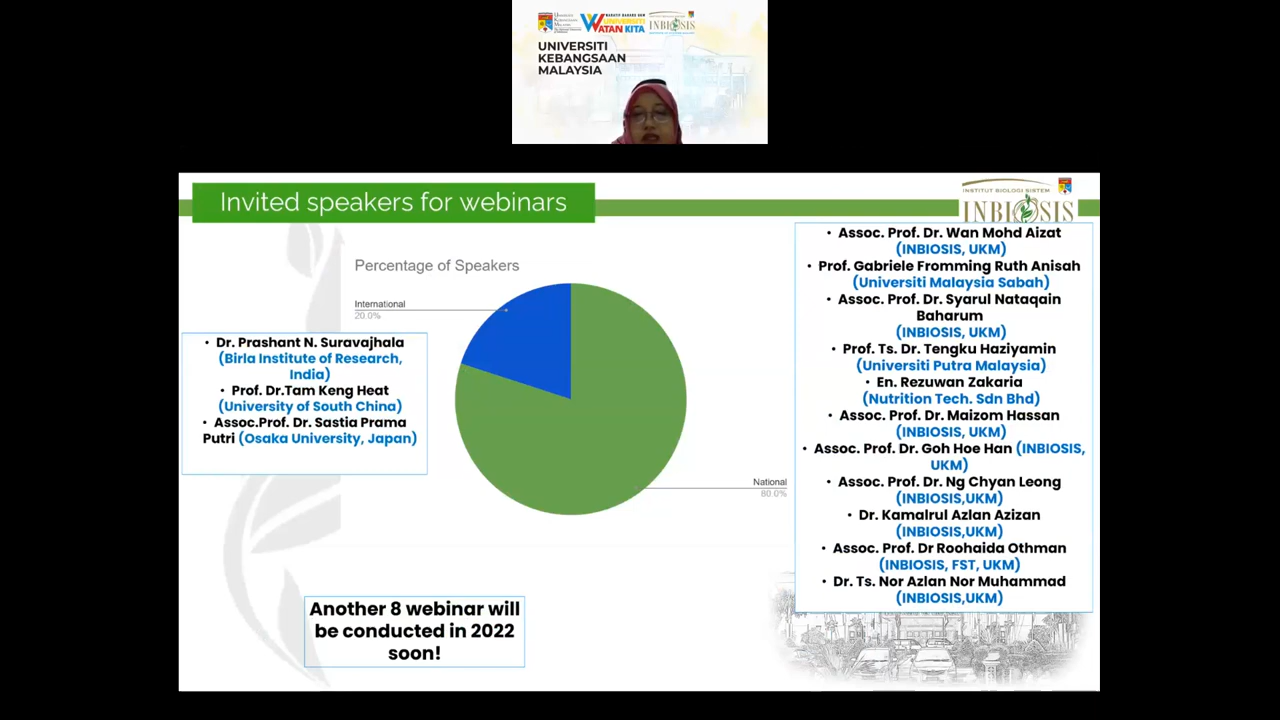 WATAN KITA
UNIVERSITI
INBIOSIS
UNIVERSITI
KEBANGSAAN
MALAYSIA
Invited speakers for webinars
INSTITUT BIOLOGI SISTEM
INBIOSIS
Percentage of Speakers
International
20.0%
• Dr. Prashant N. Suravajhala
(Birla Institute of Research,
India)
• Prof. Dr.Tam Keng Heat
(University of South China)
• Assoc.Prof. Dr. Sastia Prama
Putri (Osaka University, Japan)
National
80.0%
• Assoc. Prof. Dr. Wan Mohd Aizat
(INBIOSIS, UKM)
• Prof. Gabriele Fromming Ruth Anisah
(Universiti Malaysia Sabah)
• Assoc. Prof. Dr. Syarul Nataqain
Baharum
(INBIOSIS, UKM)
• Prof. Ts. Dr. Tengku Haziyamin
(Universiti Putra Malaysia)
• En. Rezuwan Zakaria
(Nutrition Tech. Sdn Bhd)
• Assoc. Prof. Dr. Maizom Hassan
(INBIOSIS, UKM)
• Assoc. Prof. Dr. Goh Hoe Han (INBIOSIS,
UKM)
• Assoc. Prof. Dr. Ng Chyan Leong
(INBIOSIS,UKM)
• Dr. Kamalrul Azlan Azizan
(INBIOSIS,UKM)
• Assoc. Prof. Dr Roohaida Othman
(INBIOSIS, FST, UKM)
• Dr. Ts. Nor Azlan Nor Muhammad
(INBIOSIS,UKM)
Another 8 webinar will
be conducted in 2022
soon!